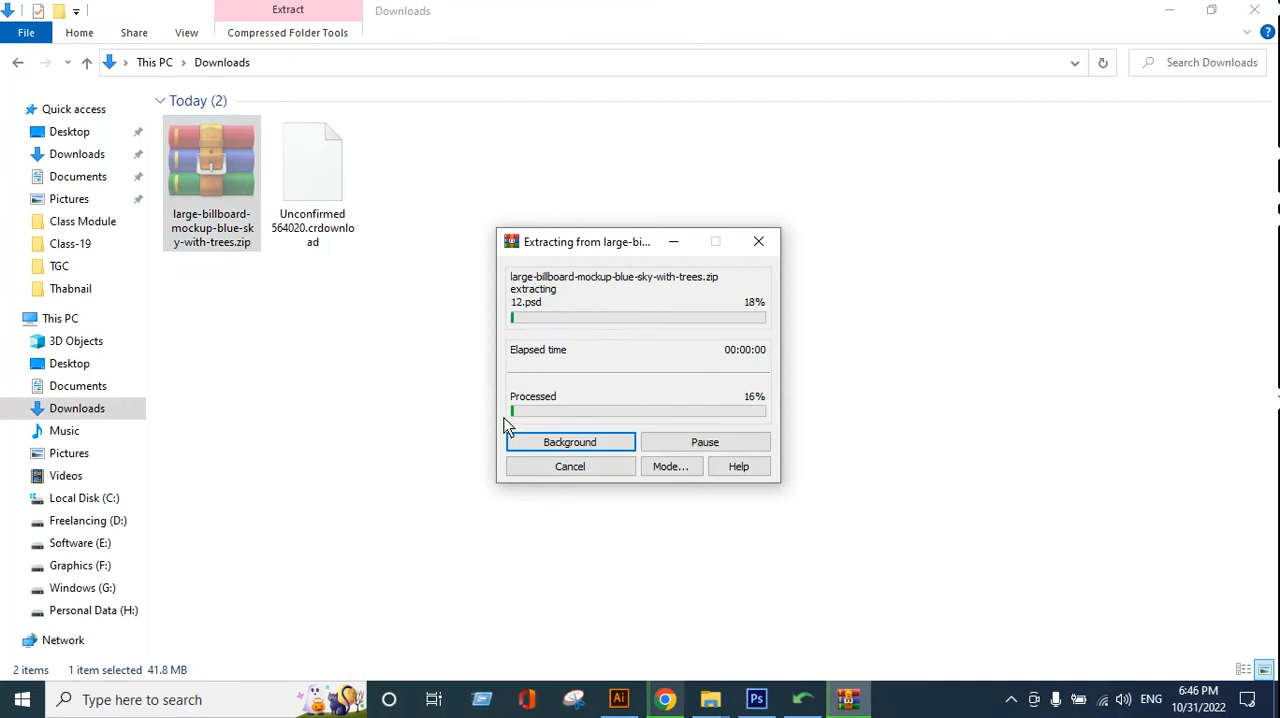 Extract
Downloads
File
Home
Share
View
Compressed Folder Tools
This PC
Downloads
Search Downloads
Quick access
Desktop
Downloads
Documents
Pictures
Class Module
Class-19
TGC
Thabnail
This PC
3D Objects
Desktop
Documents
Downloads
Music
Pictures
Videos
Local Disk (C:)
Freelancing (D:)
Software (E:)
Graphics (F:)
Windows (G:)
Personal Data (H:)
Network
Today (2)
large-billboard-
mockup-blue-sk
y-with-trees.zip
Unconfirmed
564020.crdownlo
ad
Extracting from large-bi...
large-billboard-mockup-blue-sky-with-trees.zip
extracting
12.psd 18%
Elapsed time 00:00:00
Processed 16%
Background
Pause
Cancel
Mode...
Help
2 items 1 item selected 41.8 MB
Type here to search
Ai
Ps
ENG
6:46 PM
10/31/2022